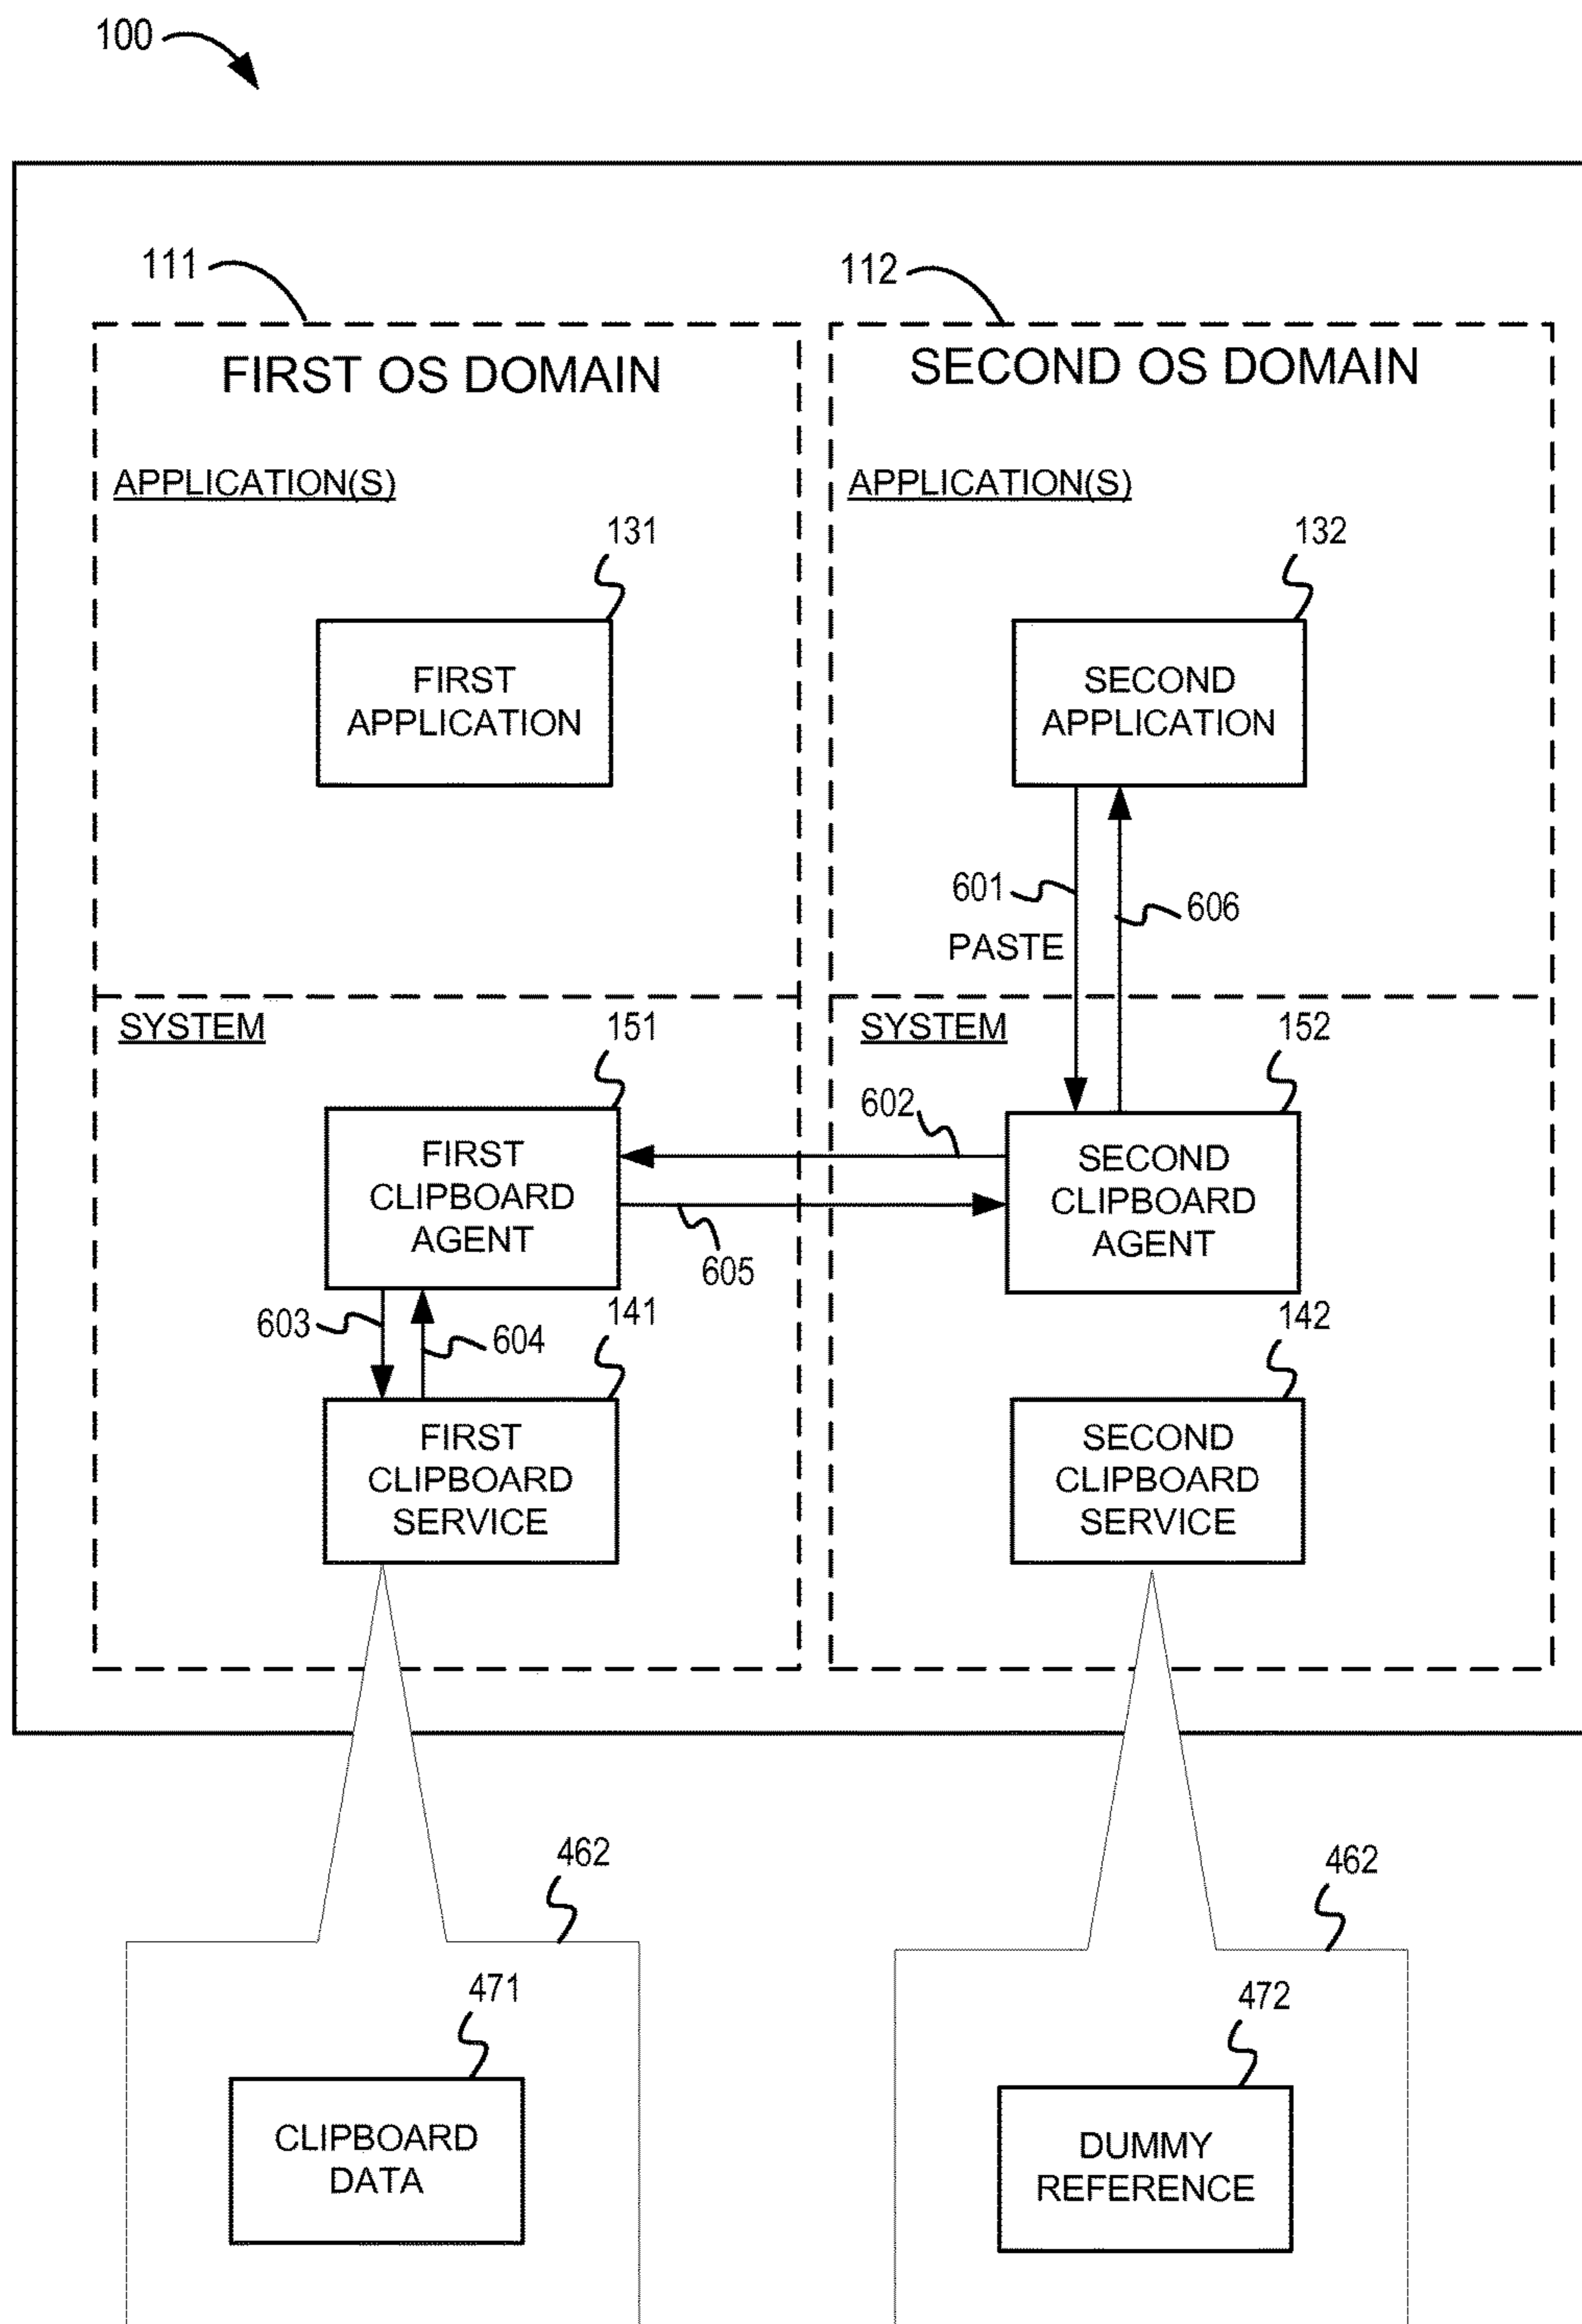 100
111
112
FIRST OS DOMAIN
SECOND OS DOMAIN
APPLICATION(S)
APPLICATION(S)
131
132
FIRST
APPLICATION
SECOND
APPLICATION
601
606
PASTE
SYSTEM
151
SYSTEM
152
602
FIRST
CLIPBOARD
AGENT
SECOND
CLIPBOARD
AGENT
605
603
604
141
142
FIRST
CLIPBOARD
SERVICE
SECOND
CLIPBOARD
SERVICE
462
462
471
472
CLIPBOARD
DATA
DUMMY
REFERENCE